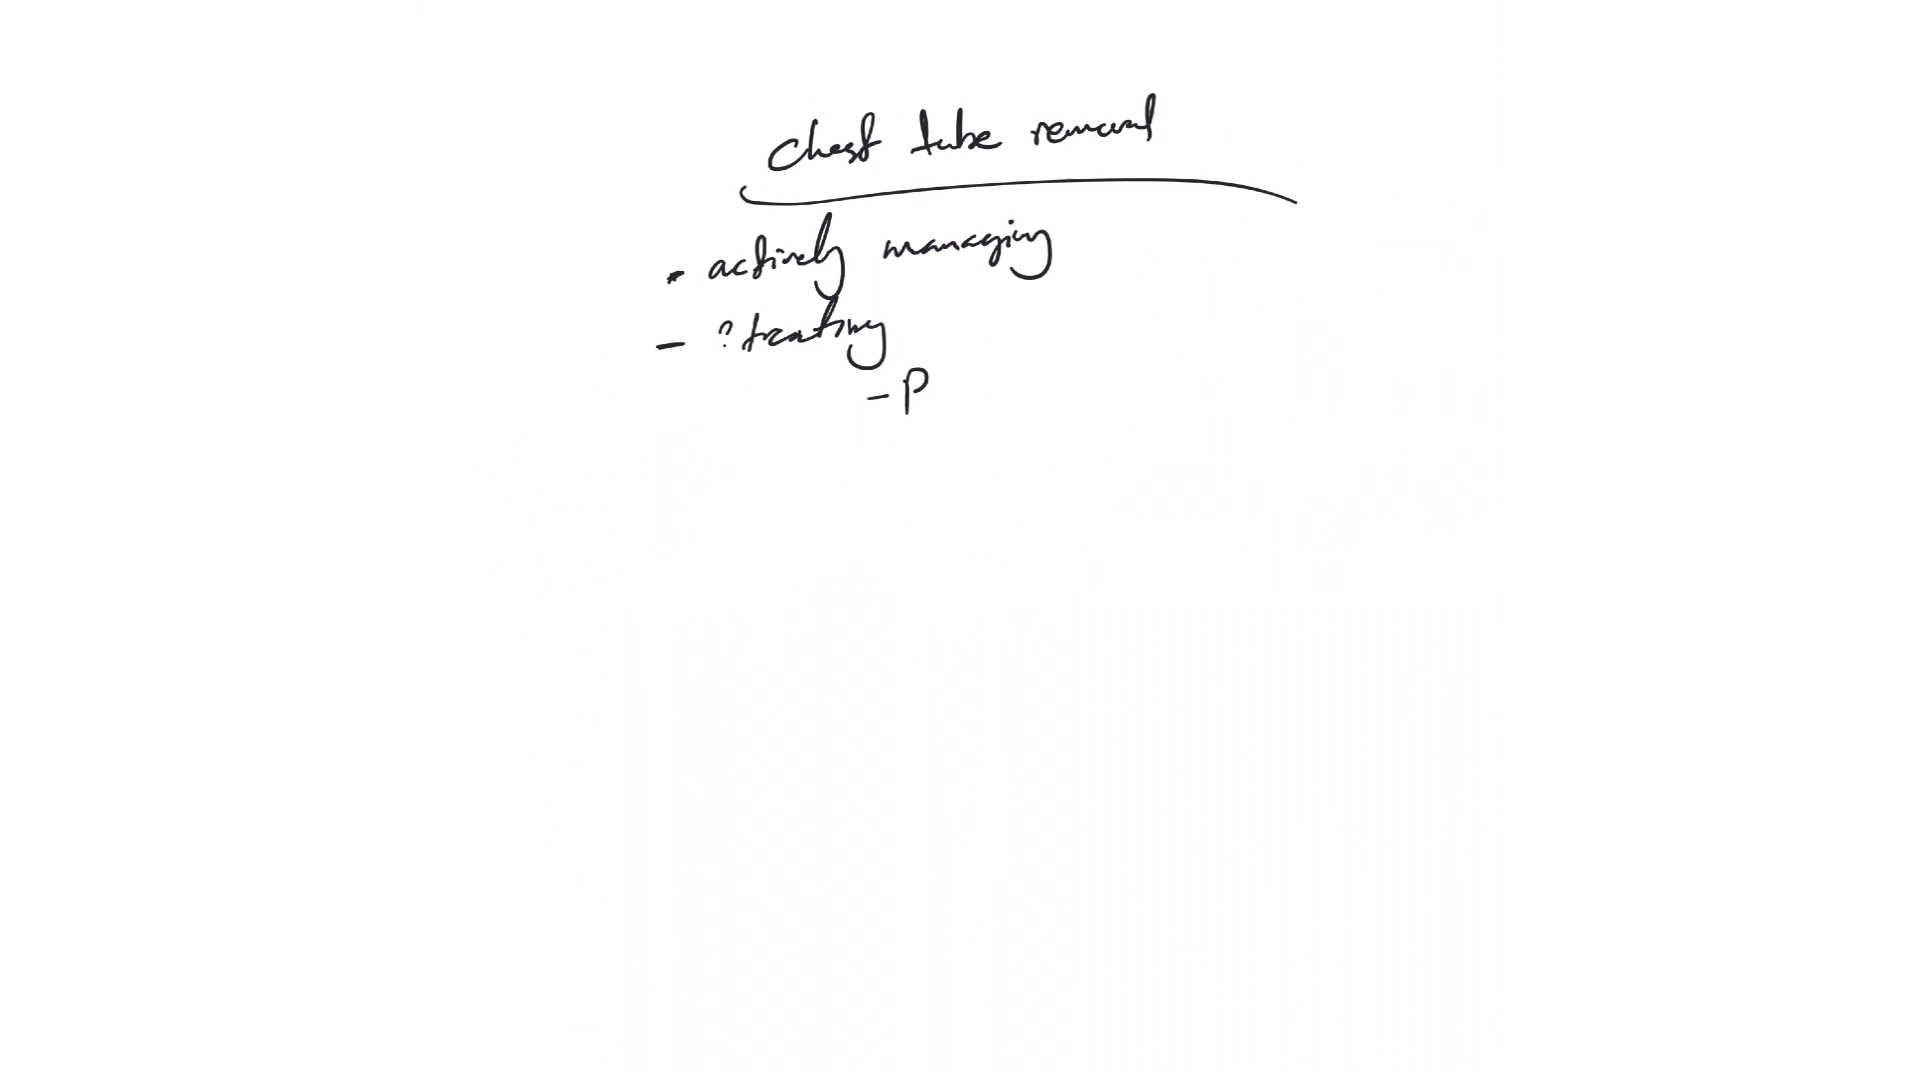 chest tube removal
- actively managing
- ? treating
- P